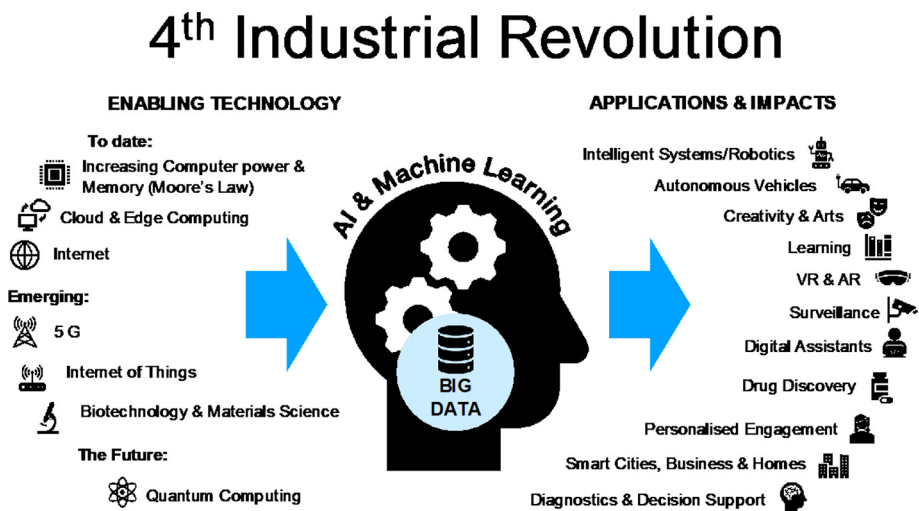 4th Industrial Revolution
ENABLING TECHNOLOGY
To date:
Increasing Computer power &
Memory (Moore's Law)
Cloud & Edge Computing
Internet
Emerging:
5 G
Internet of Things
Biotechnology & Materials Science
The Future:
Quantum Computing
AI & Machine Learning
BIG
DATA
APPLICATIONS & IMPACTS
Intelligent Systems/Robotics
Autonomous Vehicles
Creativity & Arts
Learning
VR & AR
Surveillance
Digital Assistants
Drug Discovery
Personalised Engagement
Smart Cities, Business & Homes
Diagnostics & Decision Support